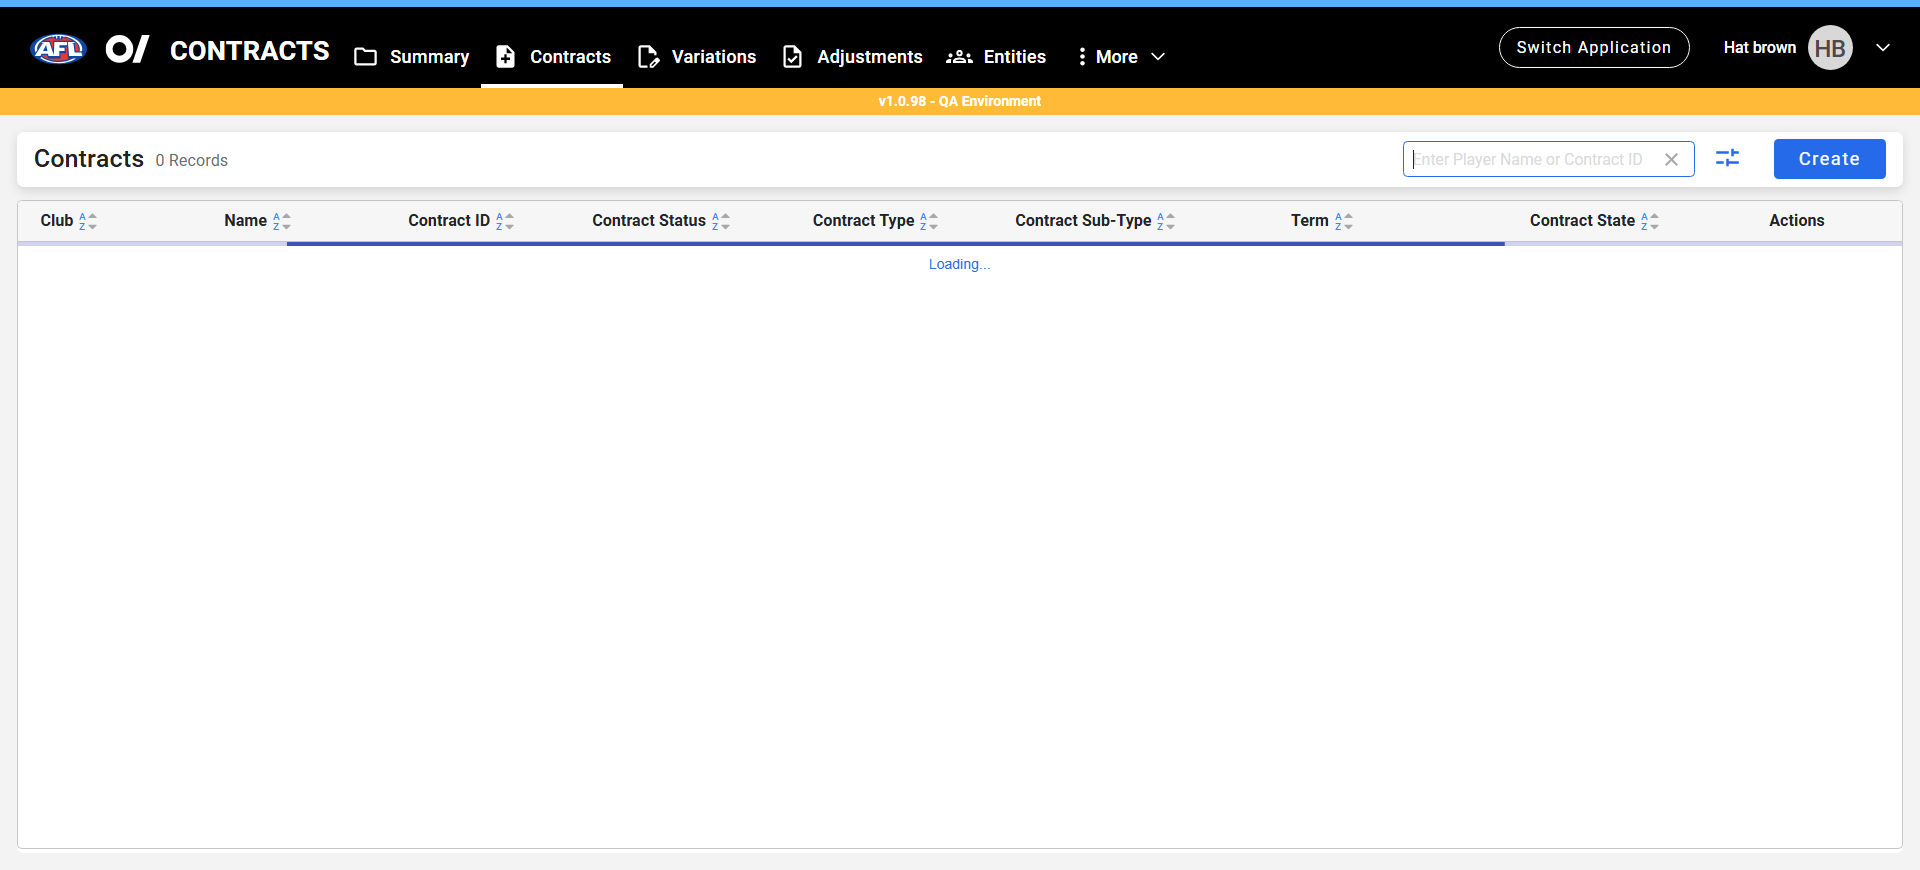 AFL O/ CONTRACTS Summary Contracts Variations Adjustments Entities More Switch Application Hat brown HB
v1.0.98 - QA Environment
Contracts 0 Records Enter Player Name or Contract ID Create
Club Name Contract ID Contract Status Contract Type Contract Sub-Type Term Contract State Actions
Loading...